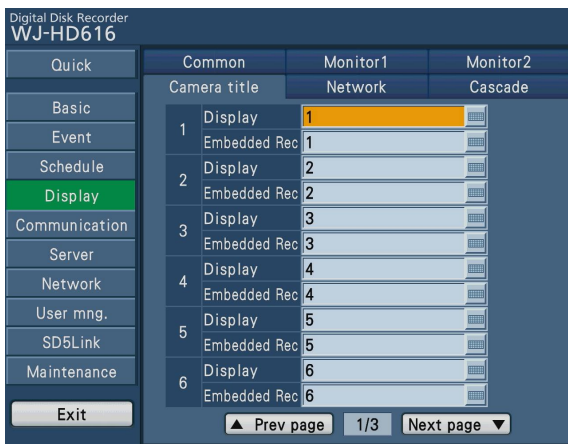 Digital Disk Recorder
WJ-HD616
Quick
Basic
Event
Schedule
Display
Communication
Server
Network
User mng.
SD5Link
Maintenance
Exit
Common Monitor1 Monitor2
Camera title Network Cascade
1 Display 1
Embedded Rec 1
2 Display 2
Embedded Rec 2
3 Display 3
Embedded Rec 3
4 Display 4
Embedded Rec 4
5 Display 5
Embedded Rec 5
6 Display 6
Embedded Rec 6
▲ Prev page 1/3 Next page ▼